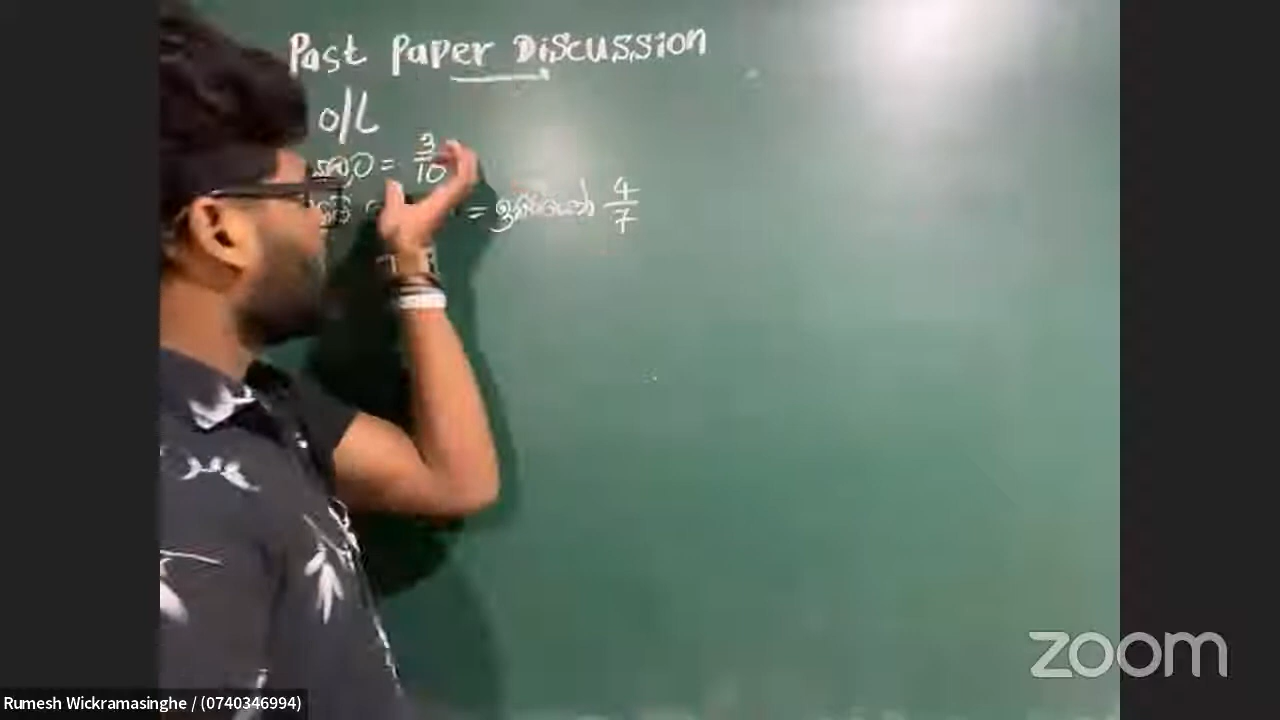 Past Paper Discussion
O/L
= 3/10
= ඉතිරියෙන් 4/7
zoom
Rumesh Wickramasinghe / (0740346994)